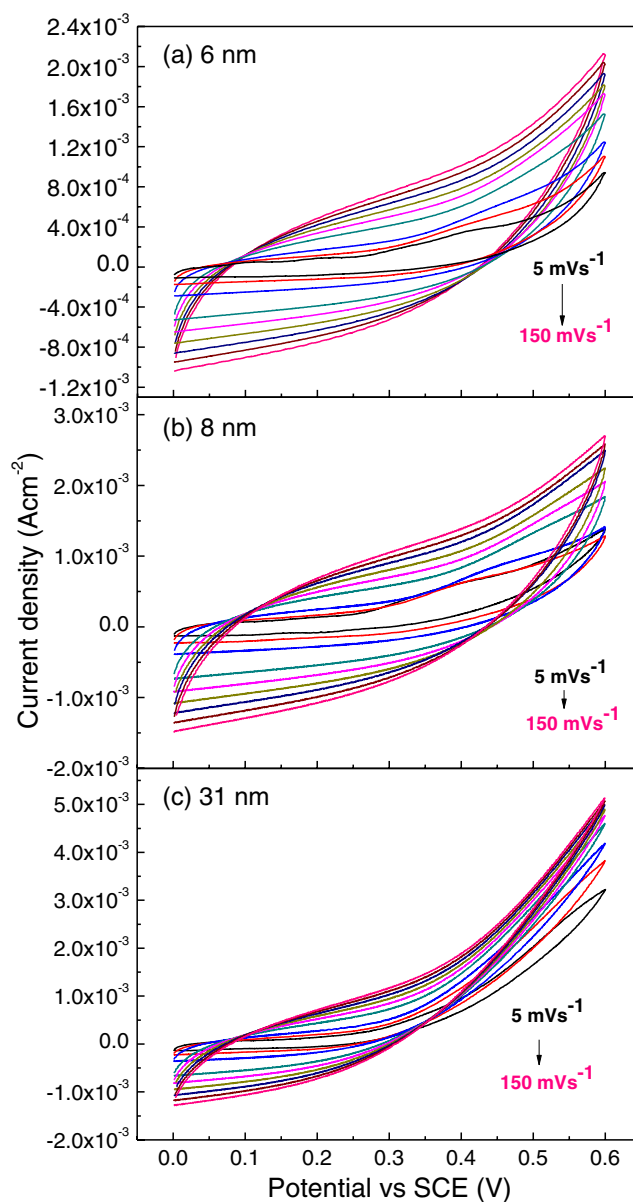 2.4x10⁻³
(a) 6 nm
2.0x10⁻³
1.6x10⁻³
1.2x10⁻³
8.0x10⁻⁴
4.0x10⁻⁴
0.0
5 mVs⁻¹
-4.0x10⁻⁴
150 mVs⁻¹
-8.0x10⁻⁴
-1.2x10⁻³
3.0x10⁻³
(b) 8 nm
2.0x10⁻³
1.0x10⁻³
0.0
5 mVs⁻¹
-1.0x10⁻³
150 mVs⁻¹
-2.0x10⁻³
(c) 31 nm
5.0x10⁻³
4.0x10⁻³
3.0x10⁻³
2.0x10⁻³
1.0x10⁻³
5 mVs⁻¹
0.0
150 mVs⁻¹
-1.0x10⁻³
-2.0x10⁻³
Current density (Acm⁻²)
0.0 0.1 0.2 0.3 0.4 0.5 0.6
Potential vs SCE (V)